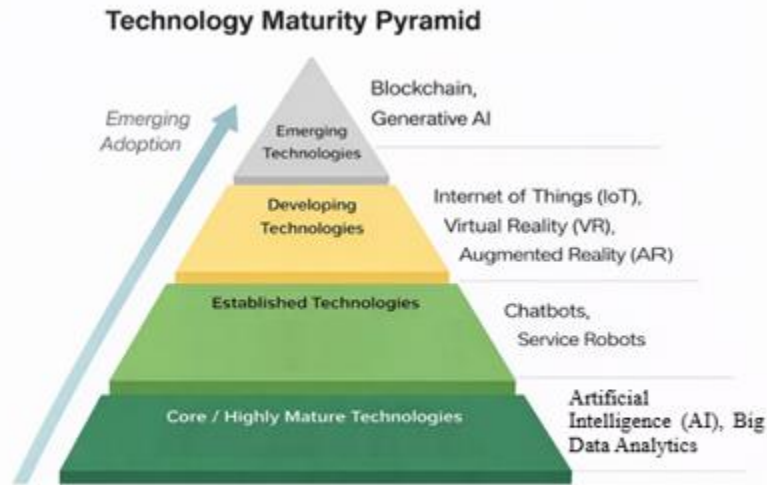 Technology Maturity Pyramid
Emerging
Adoption
Emerging
Technologies
Blockchain,
Generative AI
Developing
Technologies
Internet of Things (IoT),
Virtual Reality (VR),
Augmented Reality (AR)
Established Technologies
Chatbots,
Service Robots
Core / Highly Mature Technologies
Artificial
Intelligence (AI), Big
Data Analytics